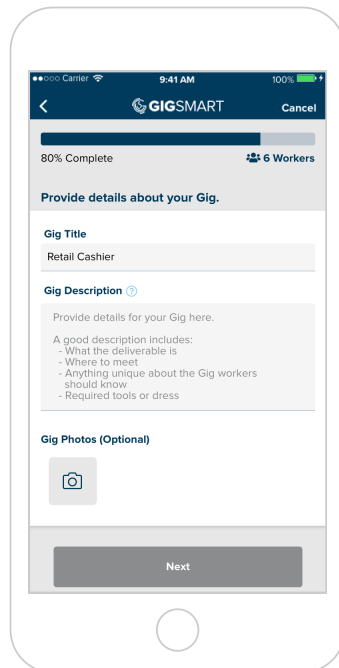 Carrier 9:41 AM 100%
GIGSMART Cancel
80% Complete 6 Workers
Provide details about your Gig.
Gig Title
Retail Cashier
Gig Description ?
Provide details for your Gig here.
A good description includes:
- What the deliverable is
- Where to meet
- Anything unique about the Gig workers
should know
- Required tools or dress
Gig Photos (Optional)
Next